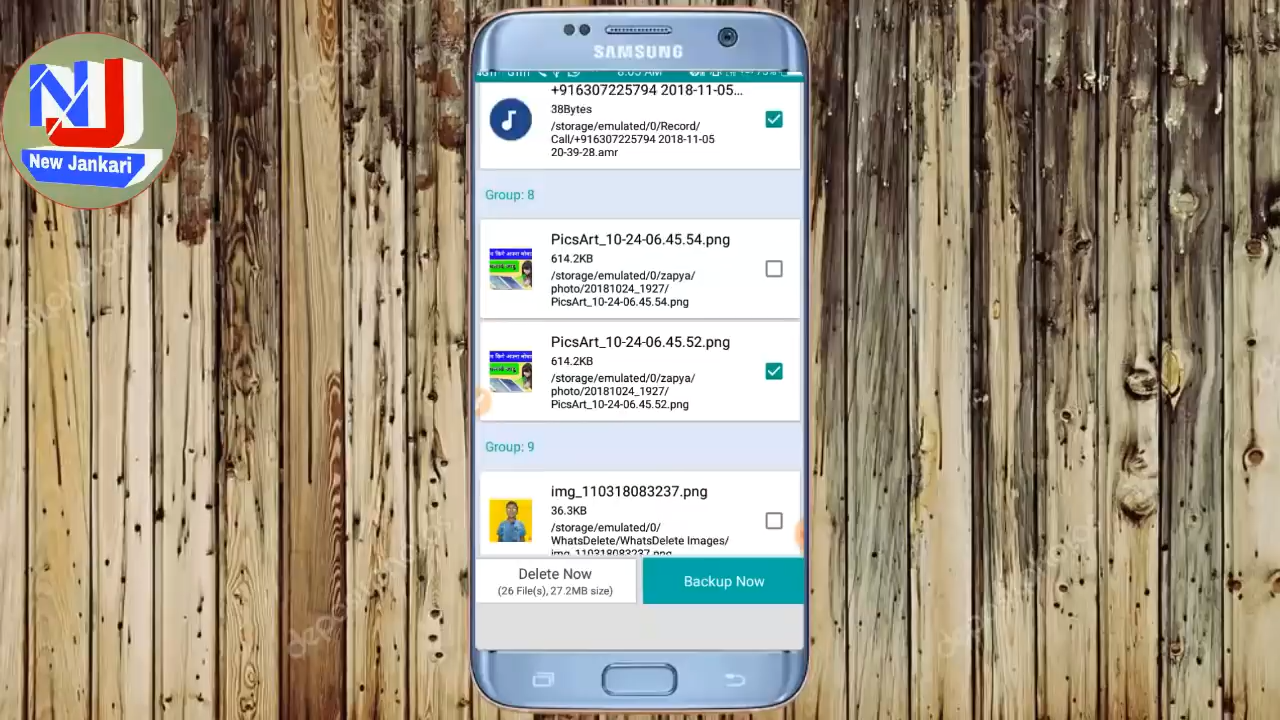 NJ
New Jankari
SAMSUNG
+916307225794 2018-11-05...
38Bytes
/storage/emulated/0/Record/
Call/+916307225794 2018-11-05
20-39-28.amr
Group: 8
PicsArt_10-24-06.45.54.png
614.2KB
/storage/emulated/0/zapya/
photo/20181024_1927/
PicsArt_10-24-06.45.54.png
PicsArt_10-24-06.45.52.png
614.2KB
/storage/emulated/0/zapya/
photo/20181024_1927/
PicsArt_10-24-06.45.52.png
Group: 9
img_110318083237.png
36.3KB
/storage/emulated/0/
WhatsDelete/WhatsDelete Images/
img_110318083237.png
Delete Now
(26 File(s), 27.2MB size)
Backup Now
depositphotos